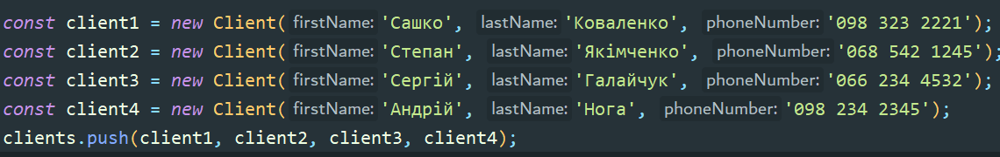 const client1 = new Client( firstName: 'Сашко', lastName: 'Коваленко', phoneNumber: '098 323 2221');
const client2 = new Client( firstName: 'Степан', lastName: 'Якімченко', phoneNumber: '068 542 1245');
const client3 = new Client( firstName: 'Сергій', lastName: 'Галайчук', phoneNumber: '066 234 4532');
const client4 = new Client( firstName: 'Андрій', lastName: 'Нога', phoneNumber: '098 234 2345');
clients.push(client1, client2, client3, client4);